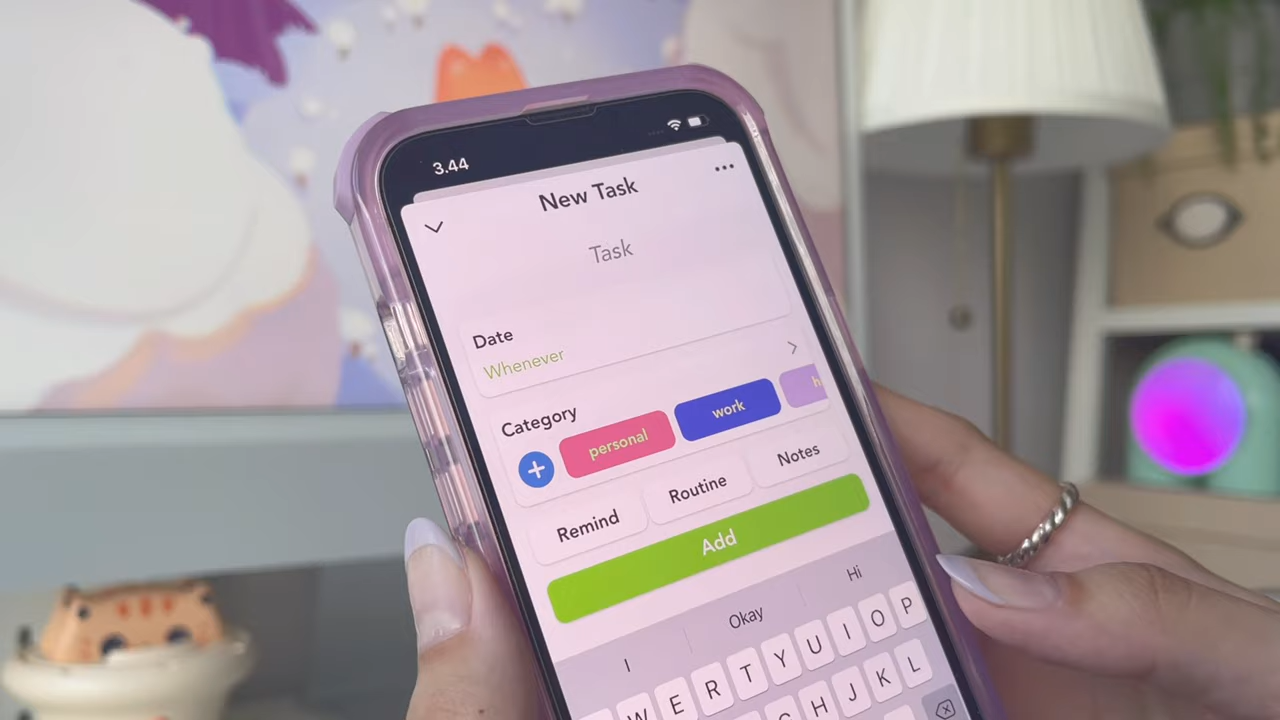 3.44
New Task
Task
Date
Whenever
Category
personal work h
Remind Routine Notes
Add
I Okay Hi
W E R T Y U I O P
G H J K L